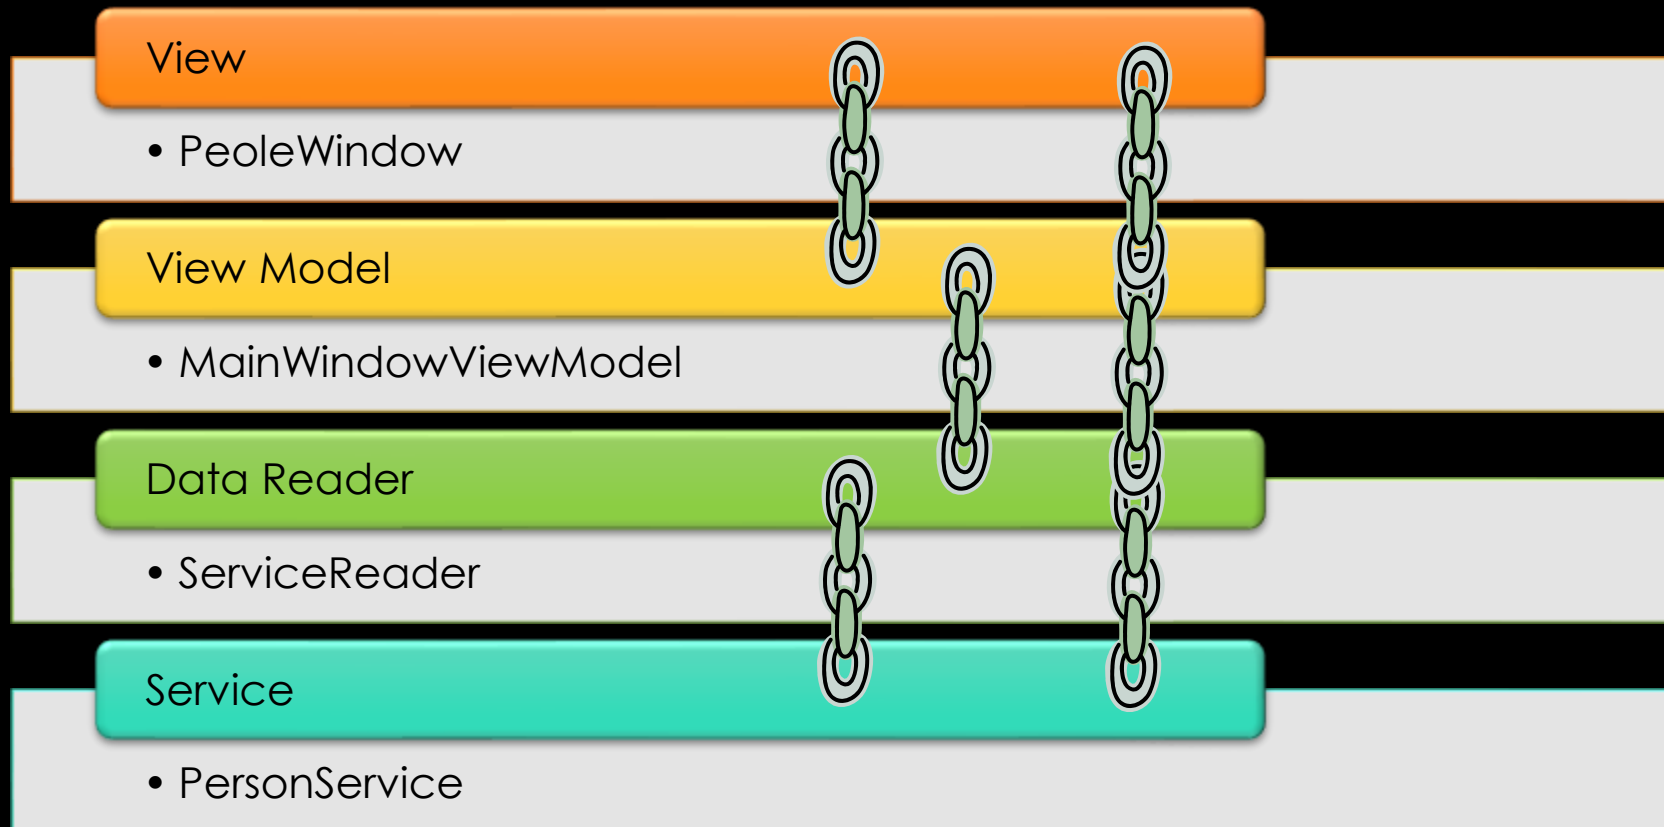 View
• PeoleWindow
View Model
• MainWindowViewModel
Data Reader
• ServiceReader
Service
• PersonService